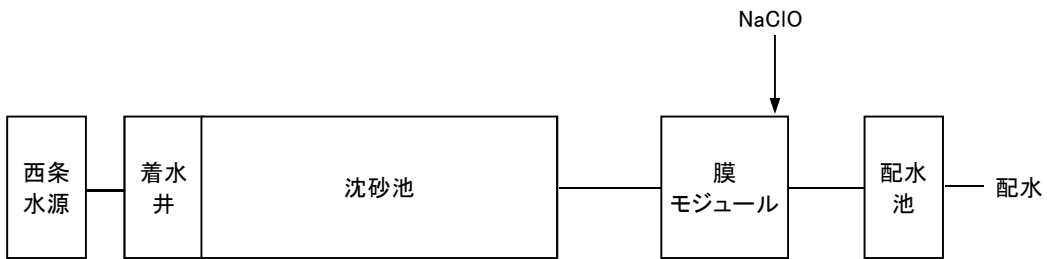 NaClO
西条
水源
着水
井
沈砂池
膜
モジュール
配水
池
配水